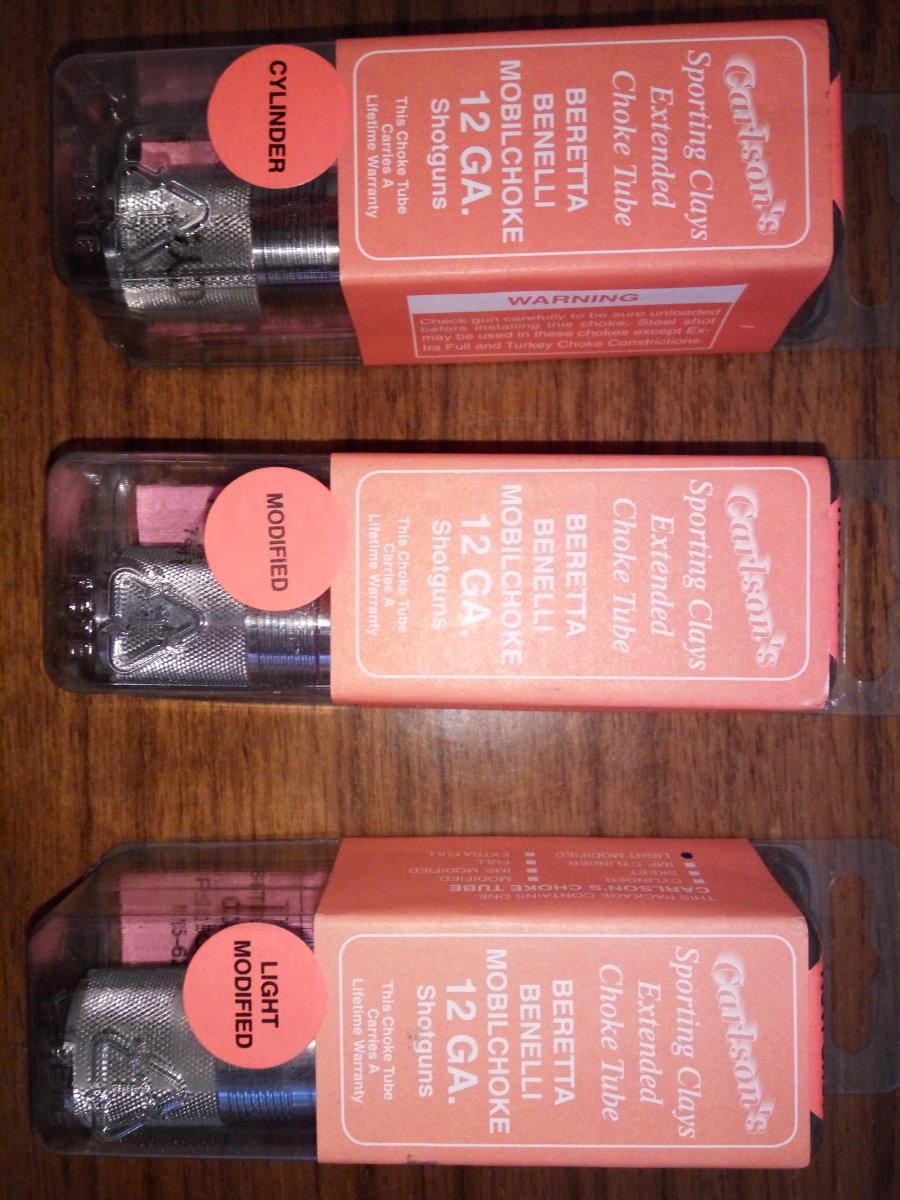 Carlson's
Sporting Clays
Extended
Choke Tube
BERETTA
BENELLI
MOBILCHOKE
12 GA.
Shotguns
This Choke Tube
Carries A
Lifetime Warranty
CYLINDER
WARNING
Check gun carefully to be sure unloaded
before installing this choke. Steel shot
may be used in these chokes except Ex-
tra Full and Turkey Choke Constrictions.
Carlson's
Sporting Clays
Extended
Choke Tube
BERETTA
BENELLI
MOBILCHOKE
12 GA.
Shotguns
This Choke Tube
Carries A
Lifetime Warranty
MODIFIED
THIS PACKAGE CONTAINS ONE
CARLSON'S CHOKE TUBE
CYLINDER
SKEET
IMP. CYLINDER
LIGHT MODIFIED
MODIFIED
IMP. MODIFIED
FULL
EXTRA FULL
Carlson's
Sporting Clays
Extended
Choke Tube
BERETTA
BENELLI
MOBILCHOKE
12 GA.
Shotguns
This Choke Tube
Carries A
Lifetime Warranty
LIGHT
MODIFIED